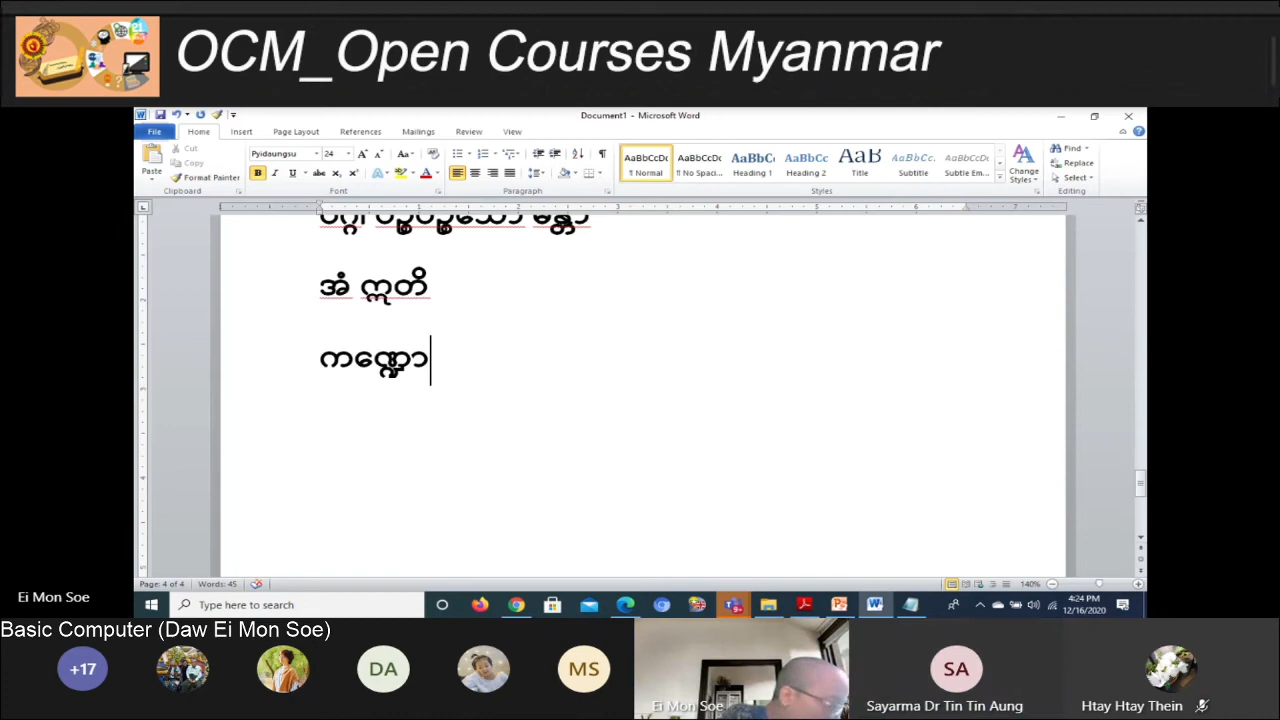 OCM_Open Courses Myanmar
Document1 - Microsoft Word
File Home Insert Page Layout References Mailings Review View
Paste
Cut
Copy
Format Painter
Clipboard
Pyidaungsu 24
Font
Paragraph
AaBbCcDc AaBbCcDc AaBbC AaBbCc AaB AaBbCc. AaBbCcDc
¶ Normal ¶ No Spaci... Heading 1 Heading 2 Title Subtitle Subtle Em...
Styles
Change Styles
Find
Replace
Select
Editing
အံ ဣတိ
ကဏ္ဍော
Page: 4 of 4 Words: 45 140%
Type here to search
4:24 PM
12/16/2020
Ei Mon Soe
Basic Computer (Daw Ei Mon Soe)
+17
DA
MS
Ei Mon Soe
SA
Sayarma Dr Tin Tin Aung
Htay Htay Thein